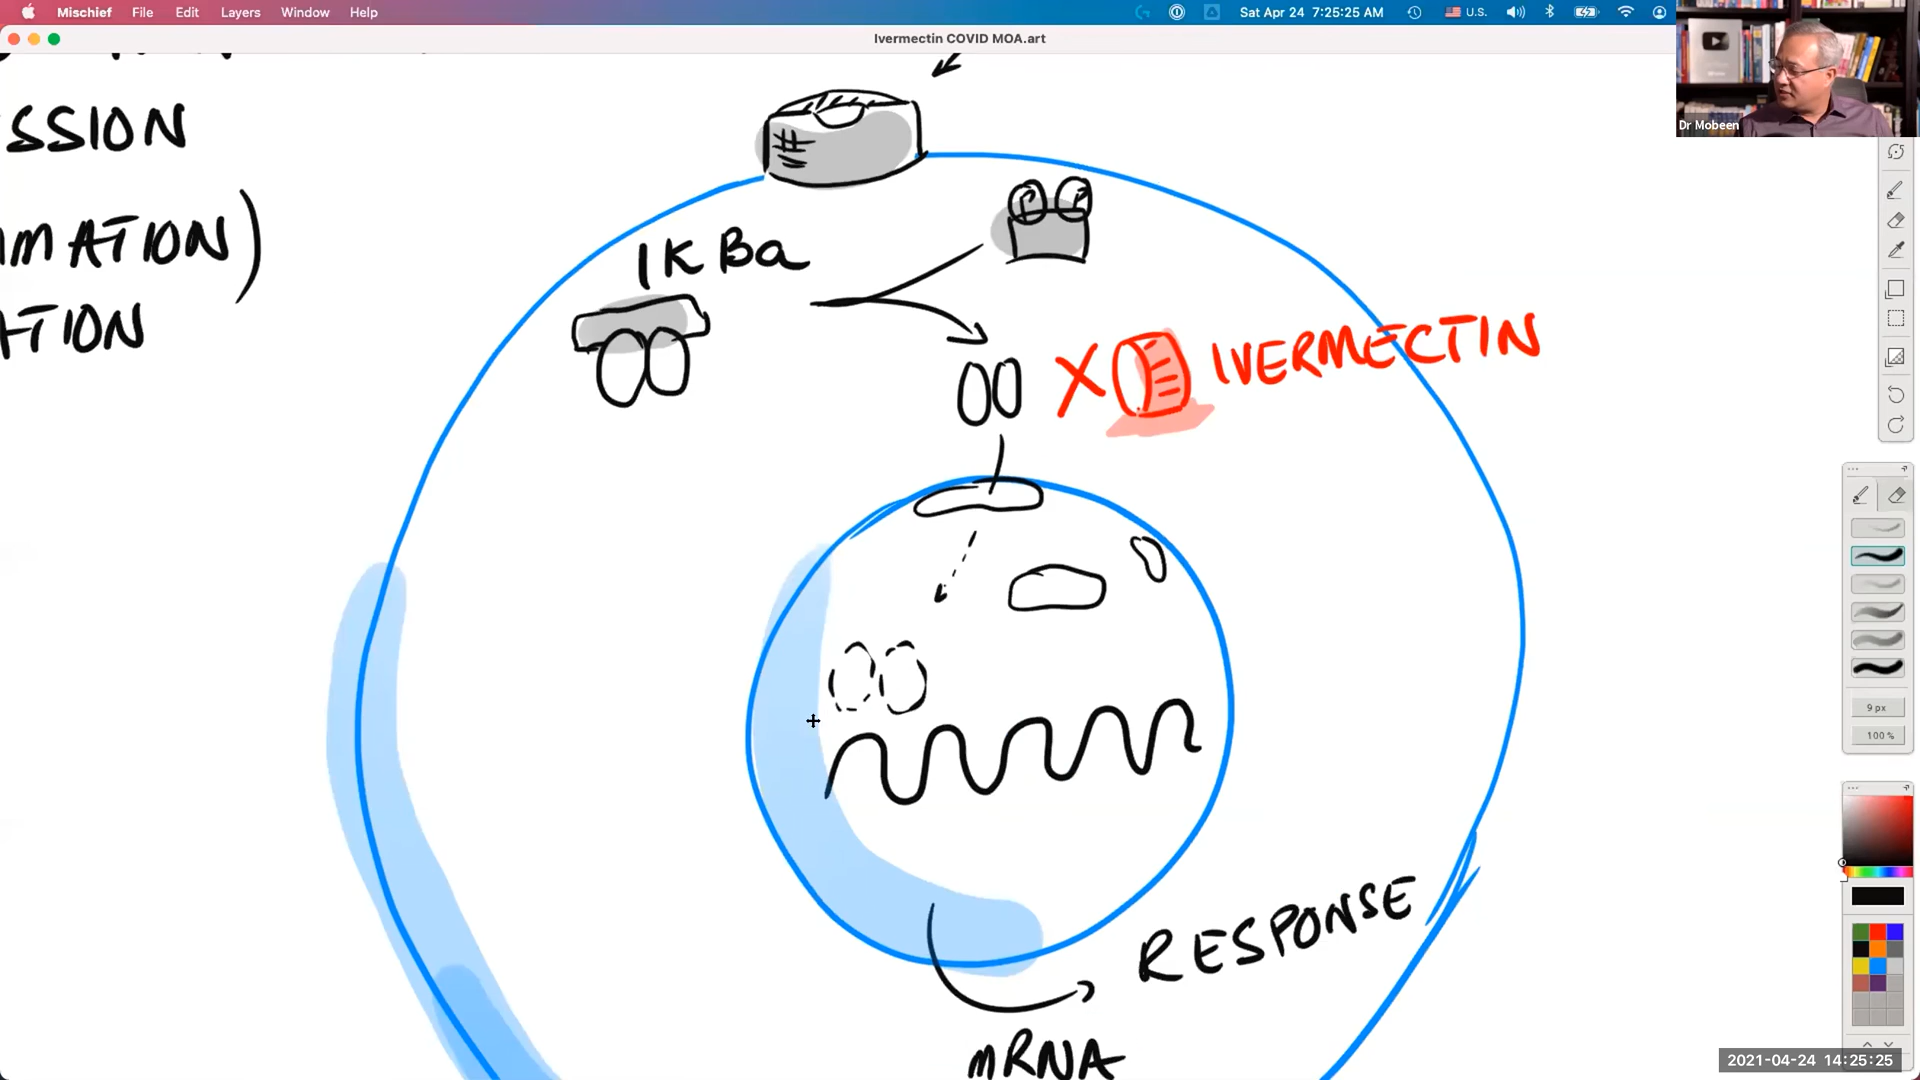 Mischief File Edit Layers Window Help
U.S.
Sat Apr 24 7:25:25 AM
Ivermectin COVID MOA.art
Dr Mobeen
SSION
MATION)
ATION
IKBa
P P
X IVERMECTIN
RESPONSE
mRNA
9 px
100 %
2021-04-24 14:25:25